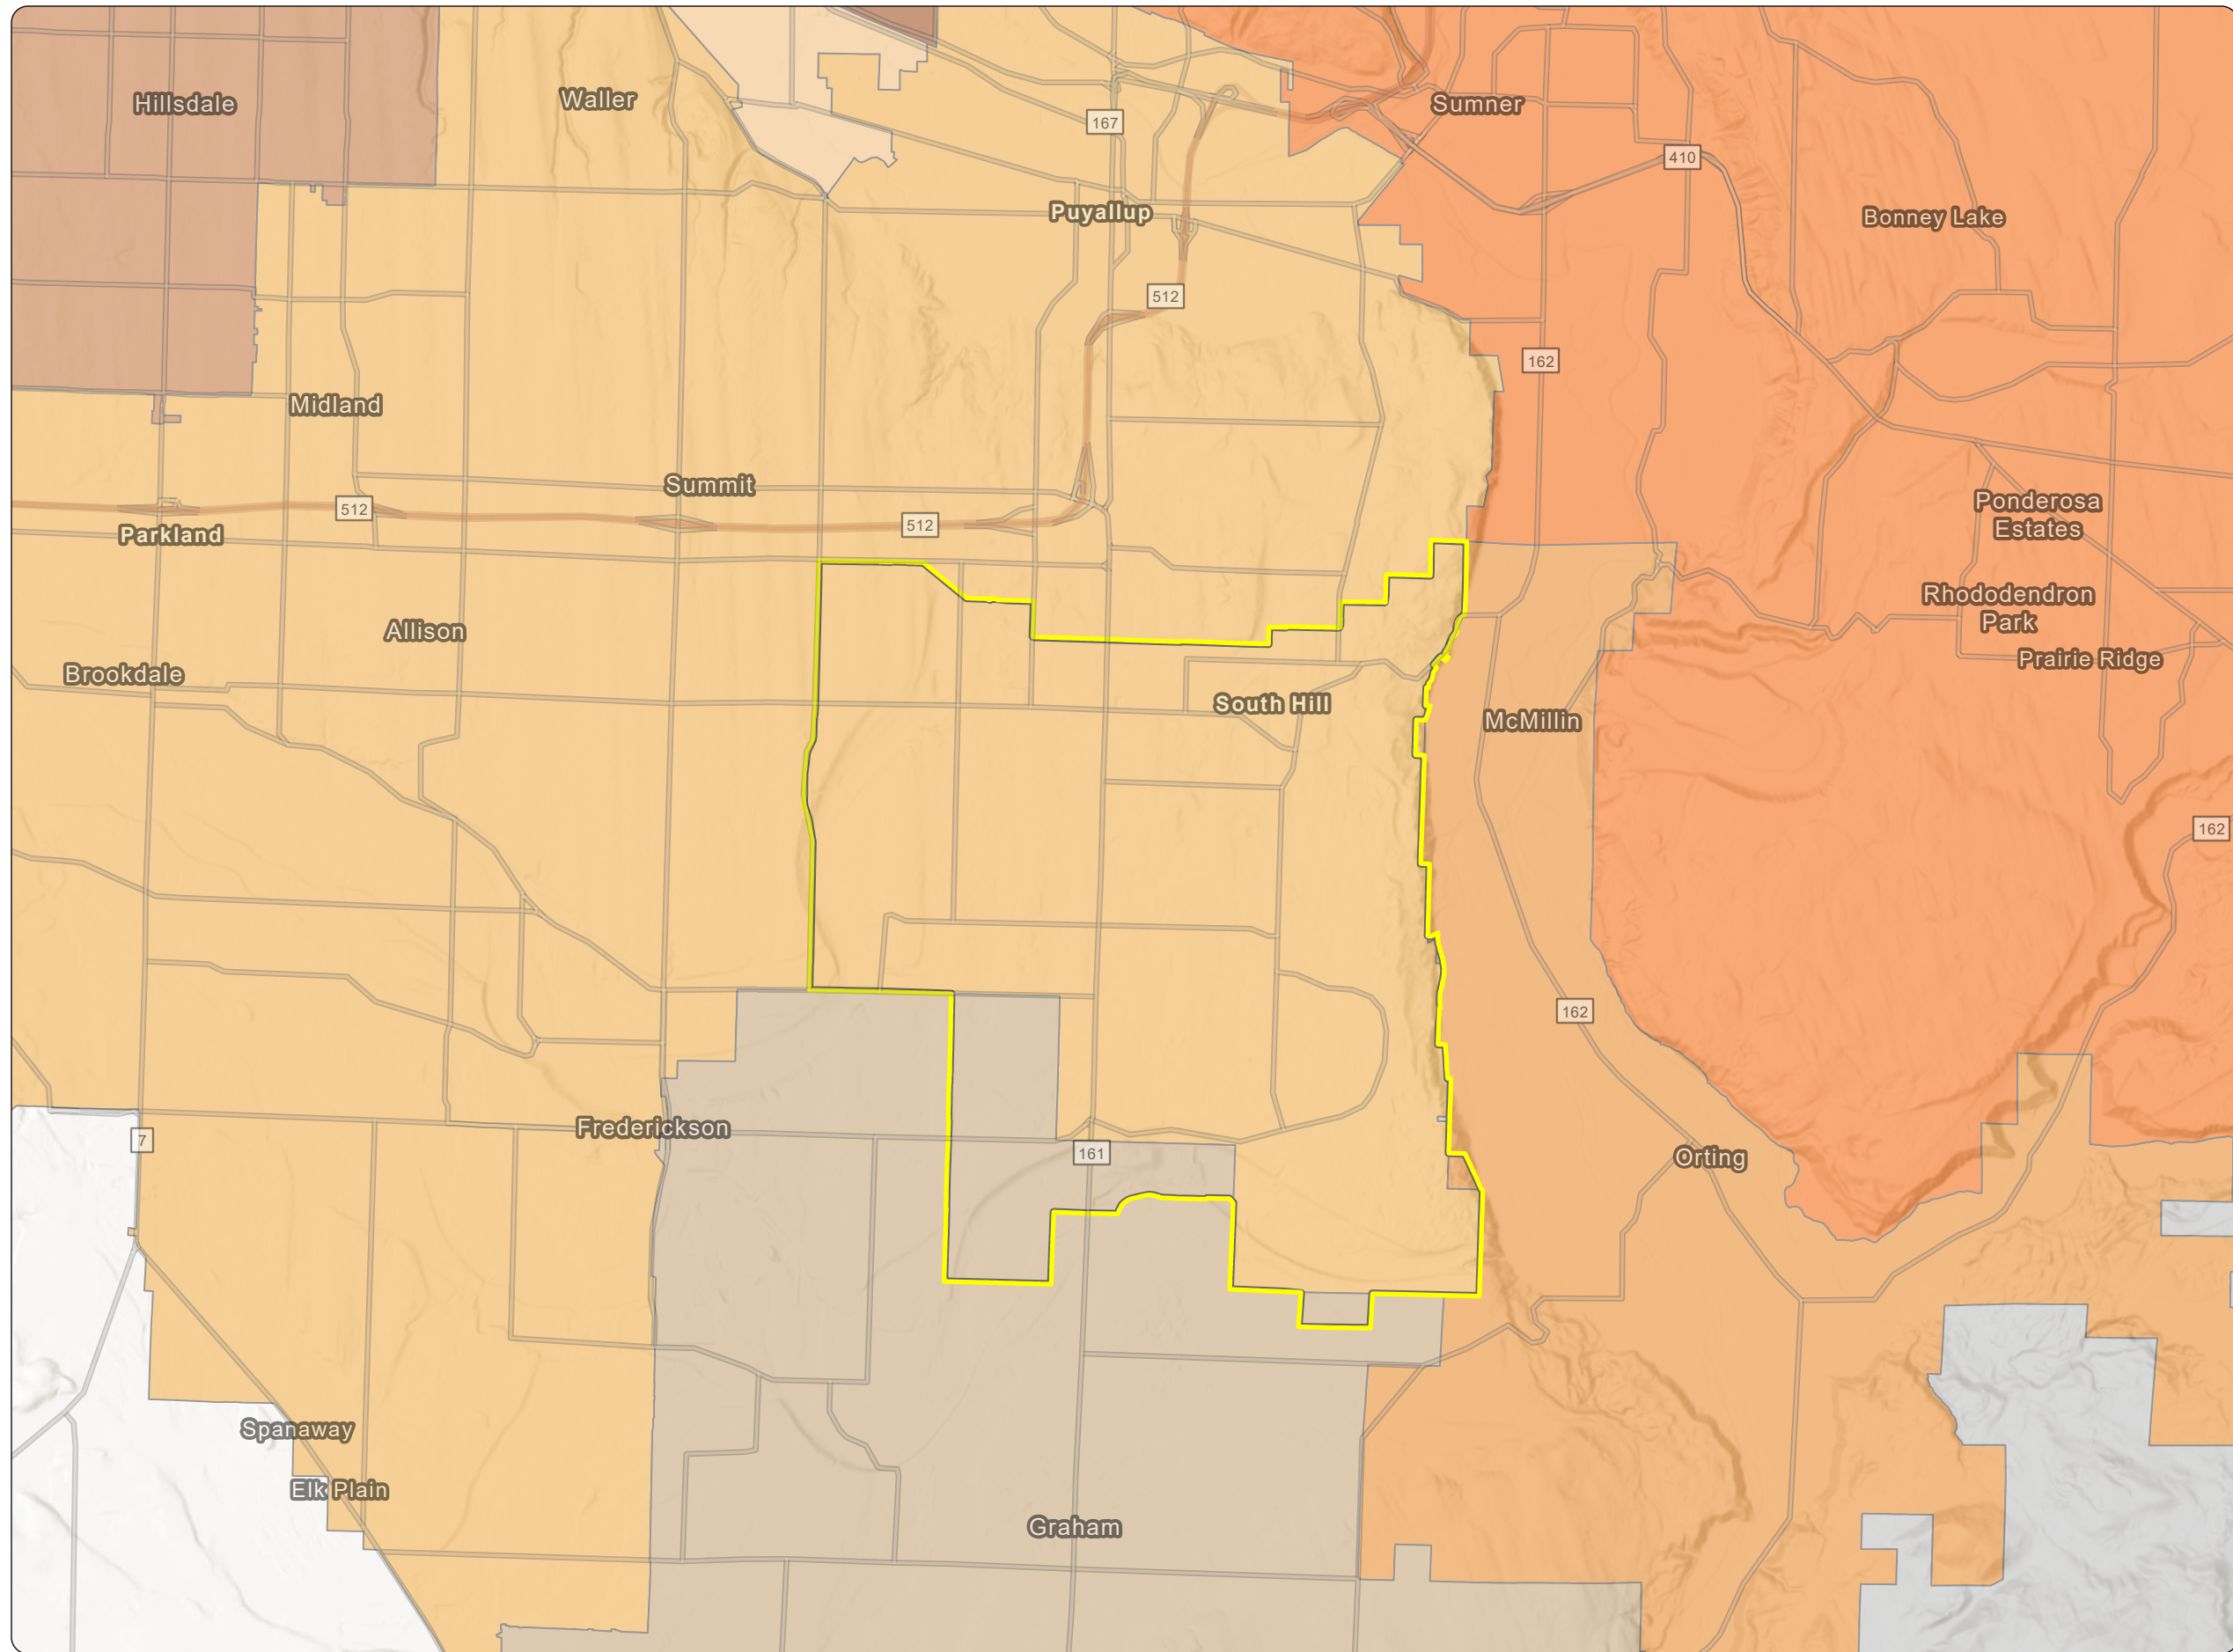 Hillsdale
Waller
Sumner
167
410
Puyallup
Bonney Lake
512
162
Midland
Summit
Ponderosa
Estates
512
512
Parkland
Rhododendron
Park
Allison
Prairie Ridge
Brookdale
South Hill
McMillin
162
162
Frederickson
7
161
Orting
Spanaway
Elk Plain
Graham